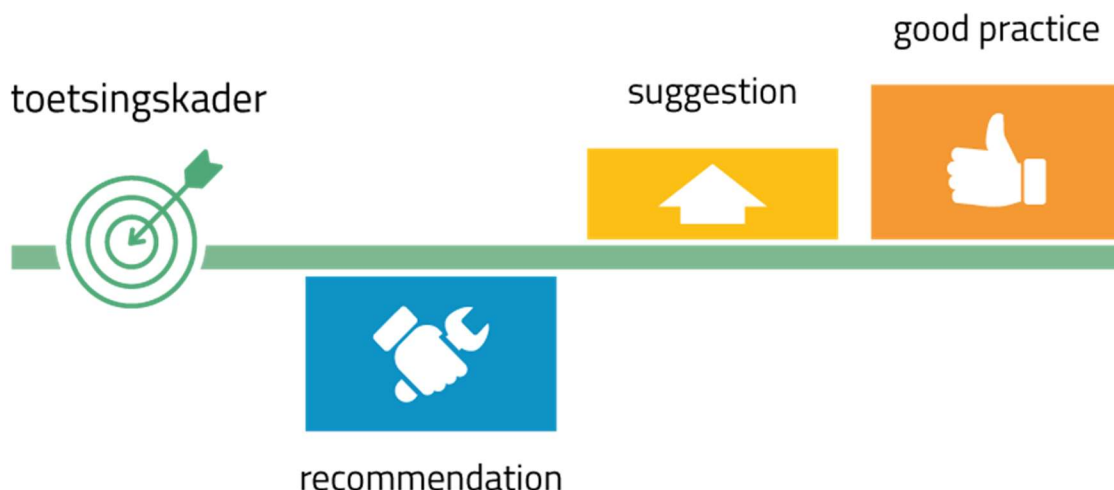 good practice
suggestion
toetsingskader
recommendation